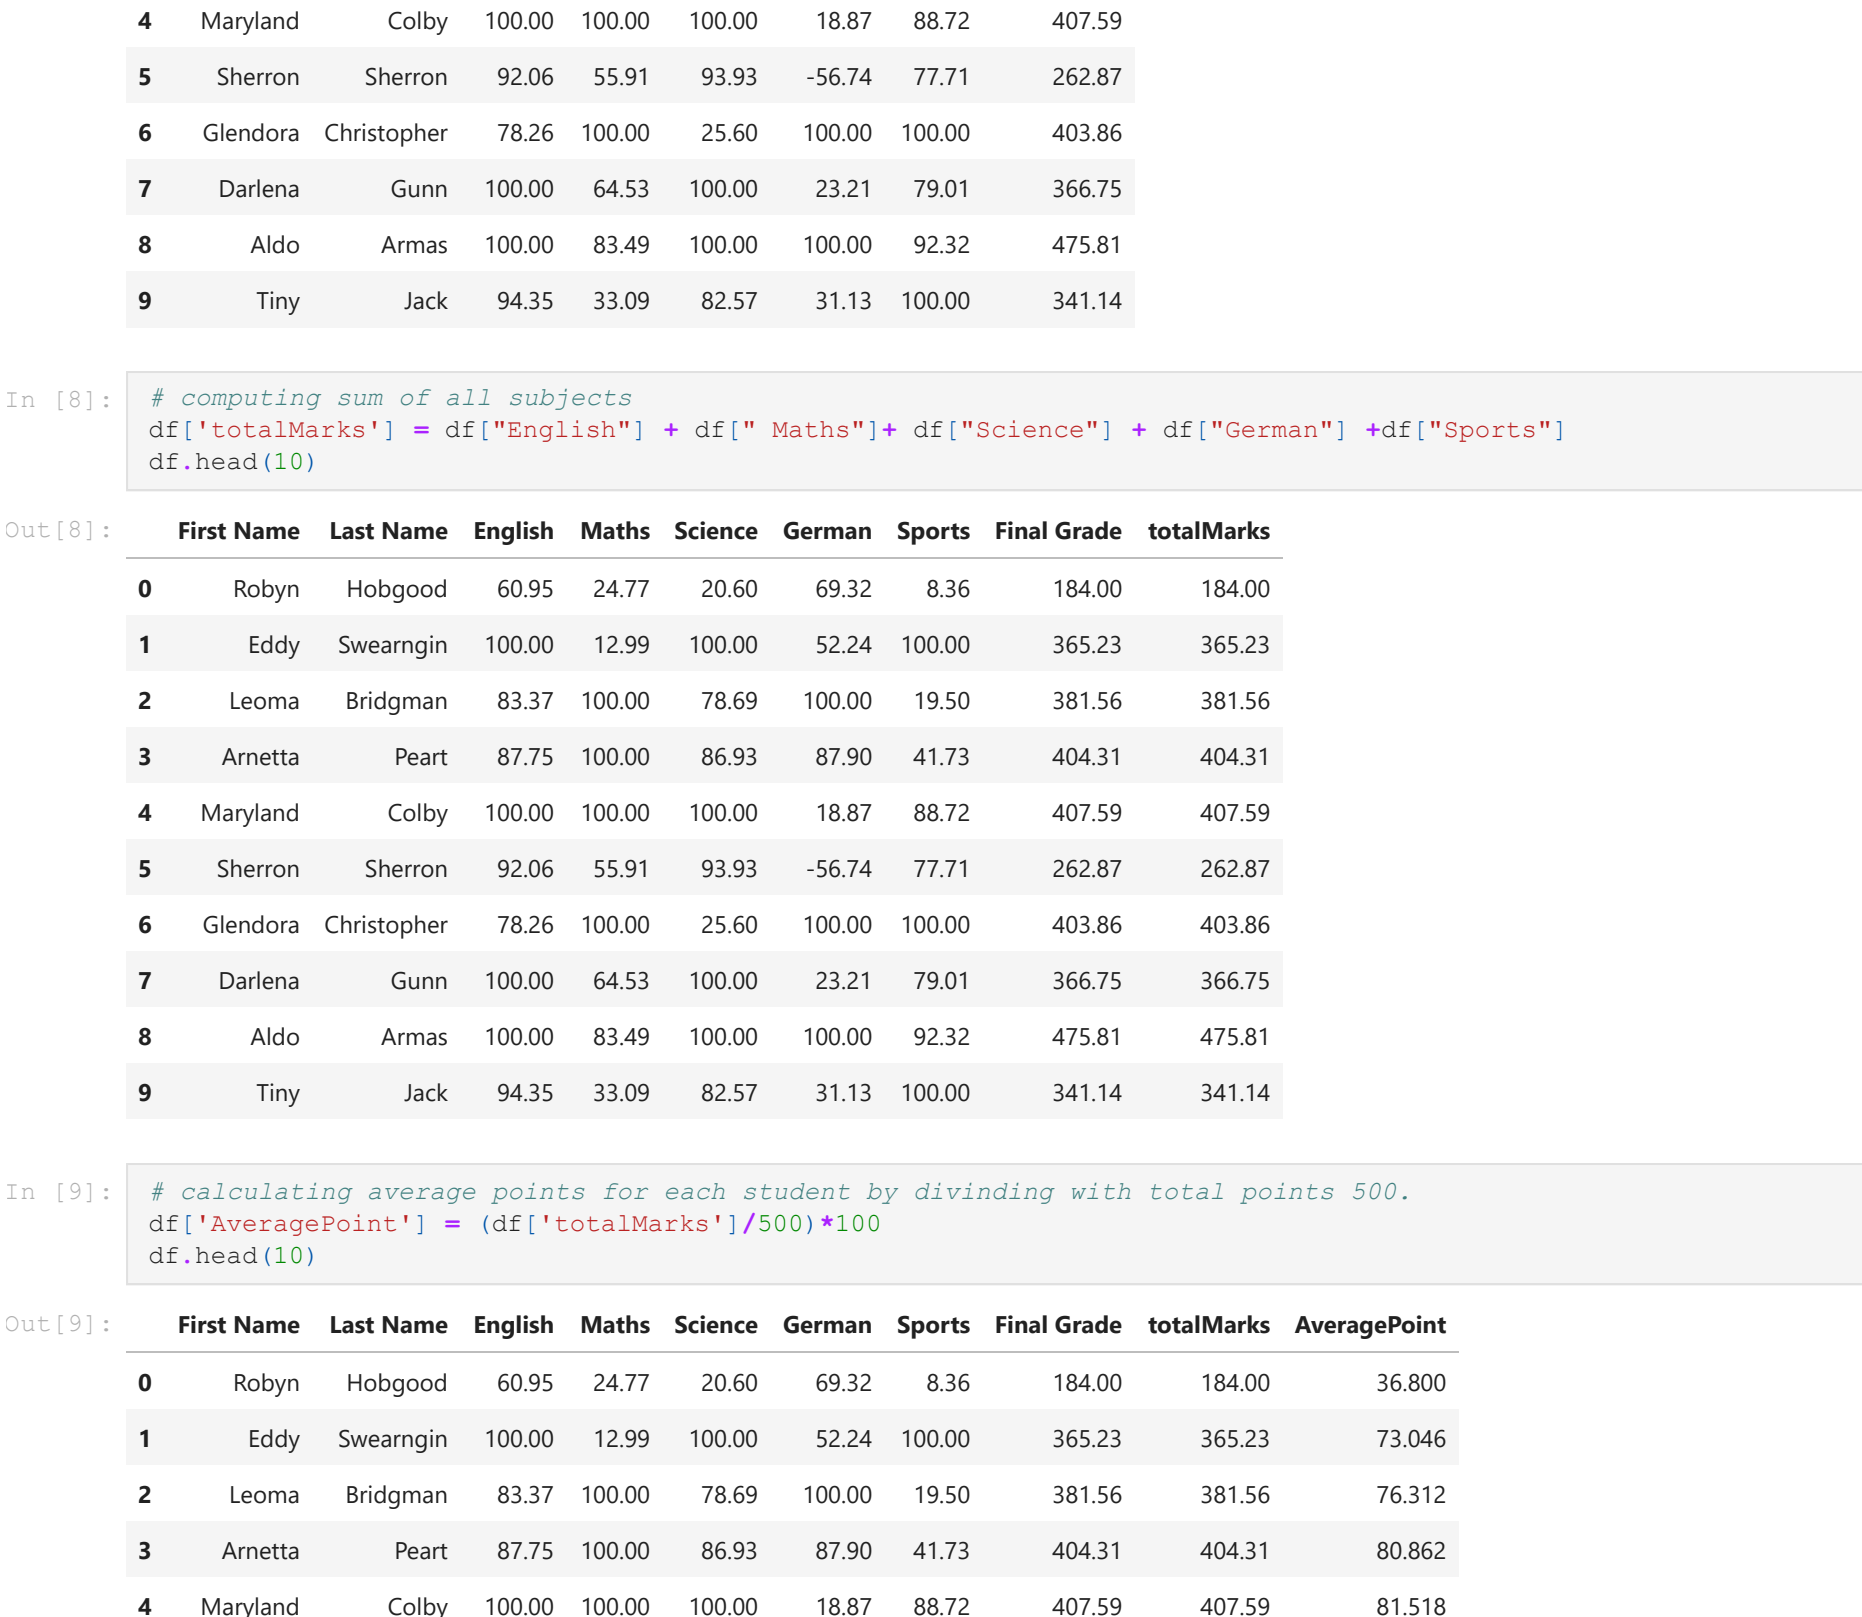 4 Maryland Colby 100.00 100.00 100.00 18.87 88.72 407.59
5 Sherron Sherron 92.06 55.91 93.93 -56.74 77.71 262.87
6 Glendora Christopher 78.26 100.00 25.60 100.00 100.00 403.86
7 Darlena Gunn 100.00 64.53 100.00 23.21 79.01 366.75
8 Aldo Armas 100.00 83.49 100.00 100.00 92.32 475.81
9 Tiny Jack 94.35 33.09 82.57 31.13 100.00 341.14
In [8]: # computing sum of all subjects
df['totalMarks'] = df["English"] + df[" Maths"]+ df["Science"] + df["German"] +df["Sports"]
df.head(10)
Out[8]: First Name Last Name English Maths Science German Sports Final Grade totalMarks
0 Robyn Hobgood 60.95 24.77 20.60 69.32 8.36 184.00 184.00
1 Eddy Swearngin 100.00 12.99 100.00 52.24 100.00 365.23 365.23
2 Leoma Bridgman 83.37 100.00 78.69 100.00 19.50 381.56 381.56
3 Arnetta Peart 87.75 100.00 86.93 87.90 41.73 404.31 404.31
4 Maryland Colby 100.00 100.00 100.00 18.87 88.72 407.59 407.59
5 Sherron Sherron 92.06 55.91 93.93 -56.74 77.71 262.87 262.87
6 Glendora Christopher 78.26 100.00 25.60 100.00 100.00 403.86 403.86
7 Darlena Gunn 100.00 64.53 100.00 23.21 79.01 366.75 366.75
8 Aldo Armas 100.00 83.49 100.00 100.00 92.32 475.81 475.81
9 Tiny Jack 94.35 33.09 82.57 31.13 100.00 341.14 341.14
In [9]: # calculating average points for each student by divinding with total points 500.
df['AveragePoint'] = (df['totalMarks']/500)*100
df.head(10)
Out[9]: First Name Last Name English Maths Science German Sports Final Grade totalMarks AveragePoint
0 Robyn Hobgood 60.95 24.77 20.60 69.32 8.36 184.00 184.00 36.800
1 Eddy Swearngin 100.00 12.99 100.00 52.24 100.00 365.23 365.23 73.046
2 Leoma Bridgman 83.37 100.00 78.69 100.00 19.50 381.56 381.56 76.312
3 Arnetta Peart 87.75 100.00 86.93 87.90 41.73 404.31 404.31 80.862
4 Maryland Colby 100.00 100.00 100.00 18.87 88.72 407.59 407.59 81.518